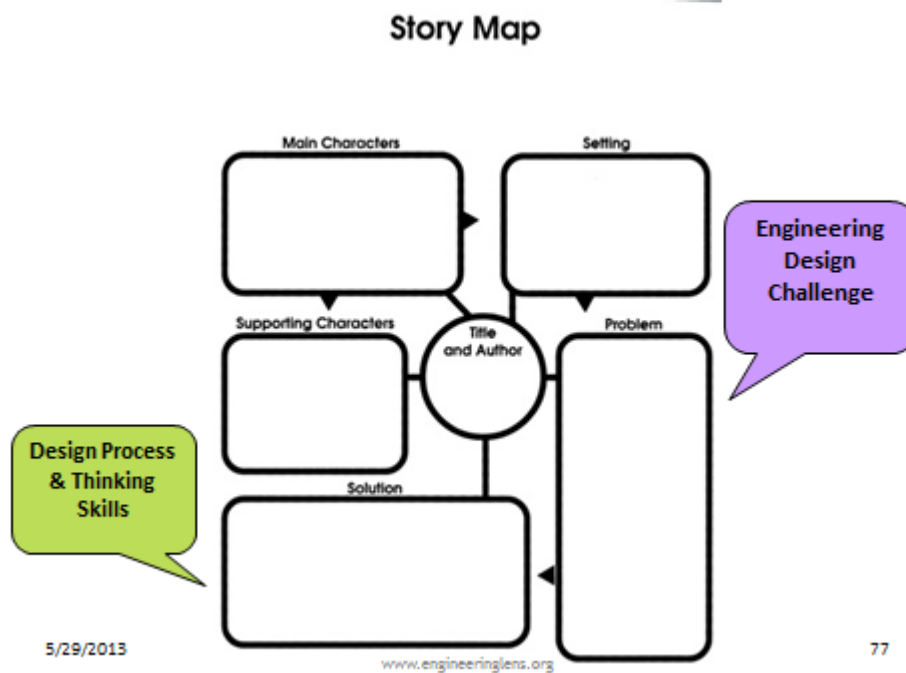 Story Map
Main Characters
Setting
Engineering
Design
Challenge
Supporting Characters
Title
and Author
Problem
Design Process
& Thinking
Skills
Solution
5/29/2013
www.engineeringlens.org
77